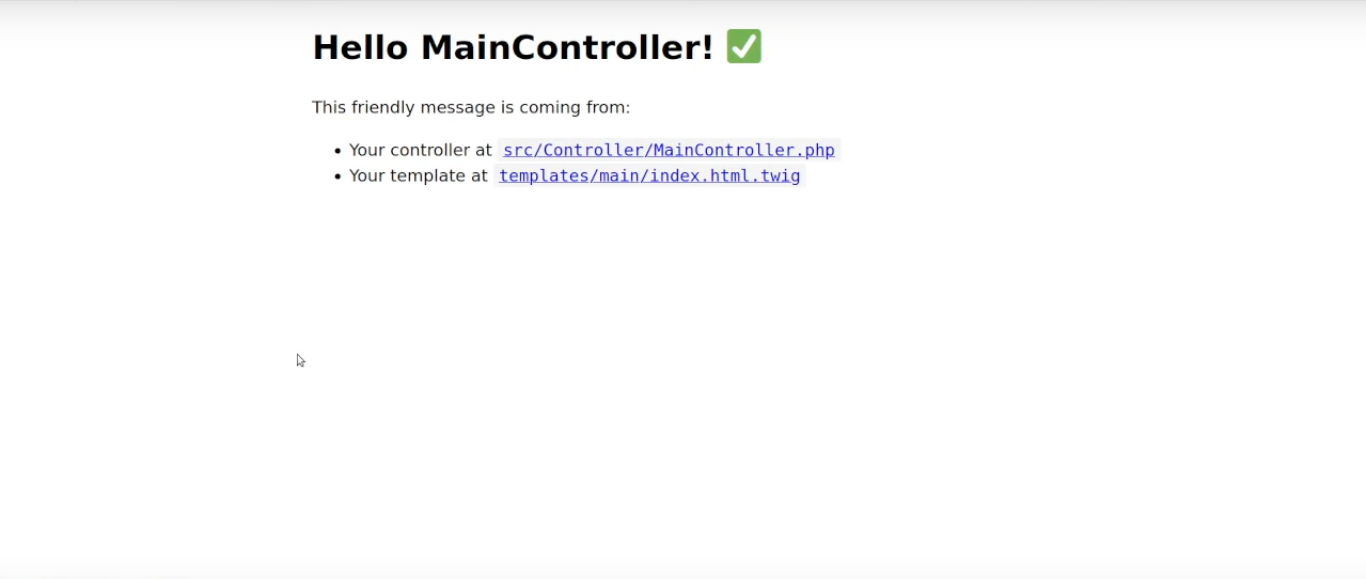 Hello MainController! ✅
This friendly message is coming from:
• Your controller at src/Controller/MainController.php
• Your template at templates/main/index.html.twig